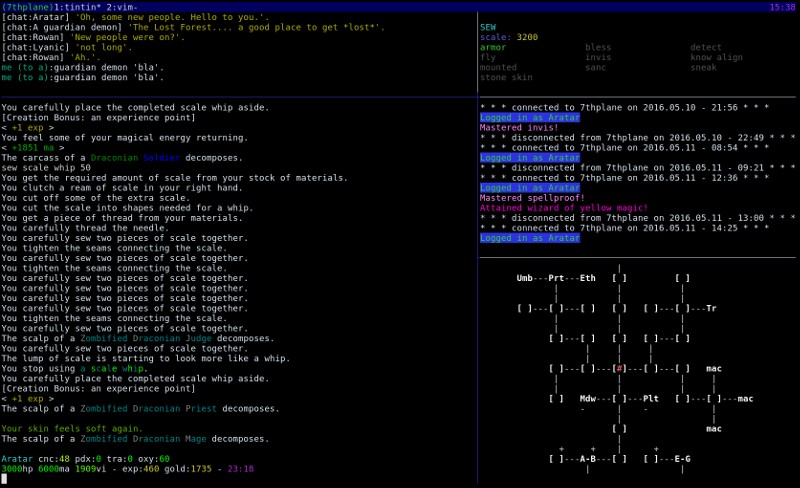 (7thplane)1:tintin* 2:vim- 15:38
[chat:Aratar] 'Oh, some new people. Hello to you.'.
[chat:A guardian demon] 'The Lost Forest.... a good place to get *lost*'.
[chat:Rowan] 'New people were on?'.
[chat:Lyanic] 'not long'.
[chat:Rowan] 'Ah.'.
me (to a):guardian demon 'bla'.
me (to a):guardian demon 'bla'.
You carefully place the completed scale whip aside.
[Creation Bonus: an experience point]
< +1 exp >
You feel some of your magical energy returning.
< +1851 ma >
The carcass of a Draconian Soldier decomposes.
sew scale whip 50
You get the required amount of scale from your stock of materials.
You clutch a ream of scale in your right hand.
You cut off some of the extra scale.
You cut the scale into shapes needed for a whip.
You get a piece of thread from your materials.
You carefully thread the needle.
You carefully sew two pieces of scale together.
You tighten the seams connecting the scale.
You carefully sew two pieces of scale together.
You tighten the seams connecting the scale.
You carefully sew two pieces of scale together.
You carefully sew two pieces of scale together.
You carefully sew two pieces of scale together.
You carefully sew two pieces of scale together.
You tighten the seams connecting the scale.
You carefully sew two pieces of scale together.
The scalp of a Zombified Draconian Judge decomposes.
You carefully sew two pieces of scale together.
The lump of scale is starting to look more like a whip.
You stop using a scale whip.
You carefully place the completed scale whip aside.
[Creation Bonus: an experience point]
< +1 exp >
The scalp of a Zombified Draconian Priest decomposes.
Your skin feels soft again.
The scalp of a Zombified Draconian Mage decomposes.
Aratar cnc:48 pdx:0 tra:0 oxy:60
3000hp 6000ma 1909vi - exp:460 gold:1735 - 23:18
SEW
scale: 3200
armor bless detect
fly invis know align
mounted sanc sneak
stone skin
* * * connected to 7thplane on 2016.05.10 - 21:56 * * *
Logged in as Aratar
Mastered invis!
* * * disconnected from 7thplane on 2016.05.10 - 22:49 * * *
* * * connected to 7thplane on 2016.05.11 - 08:54 * * *
Logged in as Aratar
* * * disconnected from 7thplane on 2016.05.11 - 09:21 * * *
* * * connected to 7thplane on 2016.05.11 - 12:36 * * *
Logged in as Aratar
Mastered spellproof!
Attained wizard of yellow magic!
* * * disconnected from 7thplane on 2016.05.11 - 13:00 * * *
* * * connected to 7thplane on 2016.05.11 - 14:25 * * *
Logged in as Aratar
Umb---Prt---Eth [ ] [ ]
[ ]---[ ]---[ ] [ ] [ ]---[ ]---Tr
[ ]---[ ] [ ] [ ]---[ ]
[ ]---[ ]---[#]---[ ]---[ ] mac
[ ] Mdw---[ ]---Plt [ ]---[ ]---mac
[ ] mac
[ ]---A-B---[ ] [ ]---E-G